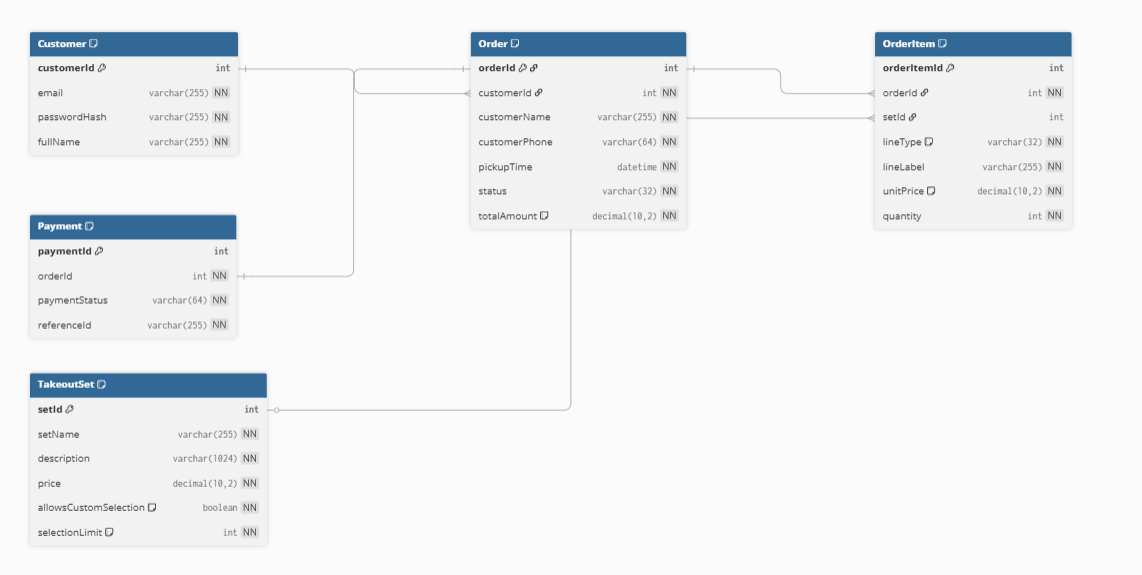 Customer
customerId int
email varchar(255) NN
passwordHash varchar(255) NN
fullName varchar(255) NN
Order
orderId int
customerId int NN
customerName varchar(255) NN
customerPhone varchar(64) NN
pickupTime datetime NN
status varchar(32) NN
totalAmount decimal(10,2) NN
OrderItem
orderItemId int
orderId int NN
setId int
lineType varchar(32) NN
lineLabel varchar(255) NN
unitPrice decimal(10,2) NN
quantity int NN
Payment
paymentId int
orderId int NN
paymentStatus varchar(64) NN
referenceId varchar(255) NN
TakeoutSet
setId int
setName varchar(255) NN
description varchar(1024) NN
price decimal(10,2) NN
allowsCustomSelection boolean NN
selectionLimit int NN